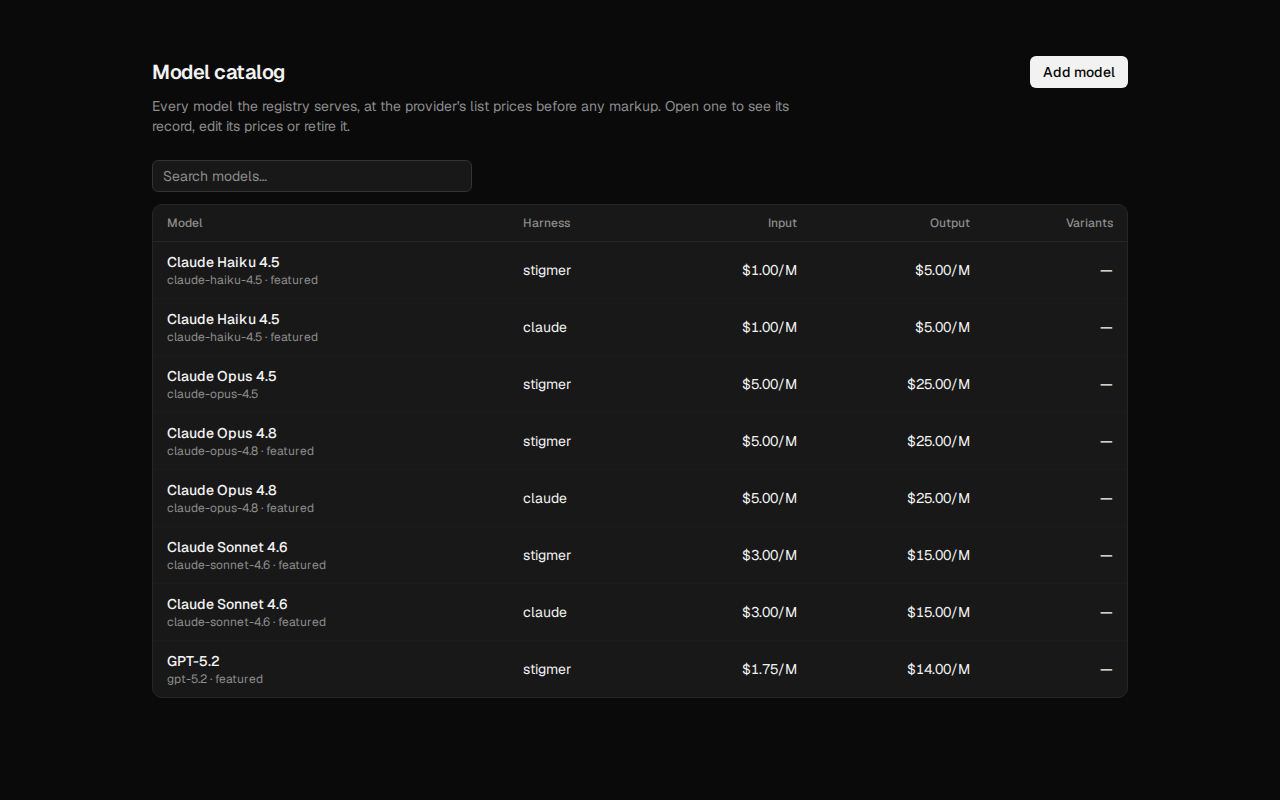 Model catalog
Add model
Every model the registry serves, at the provider's list prices before any markup. Open one to see its
record, edit its prices or retire it.
Search models…
Model Harness Input Output Variants
Claude Haiku 4.5
claude-haiku-4.5 · featured
stigmer $1.00/M $5.00/M —
Claude Haiku 4.5
claude-haiku-4.5 · featured
claude $1.00/M $5.00/M —
Claude Opus 4.5
claude-opus-4.5
stigmer $5.00/M $25.00/M —
Claude Opus 4.8
claude-opus-4.8 · featured
stigmer $5.00/M $25.00/M —
Claude Opus 4.8
claude-opus-4.8 · featured
claude $5.00/M $25.00/M —
Claude Sonnet 4.6
claude-sonnet-4.6 · featured
stigmer $3.00/M $15.00/M —
Claude Sonnet 4.6
claude-sonnet-4.6 · featured
claude $3.00/M $15.00/M —
GPT-5.2
gpt-5.2 · featured
stigmer $1.75/M $14.00/M —